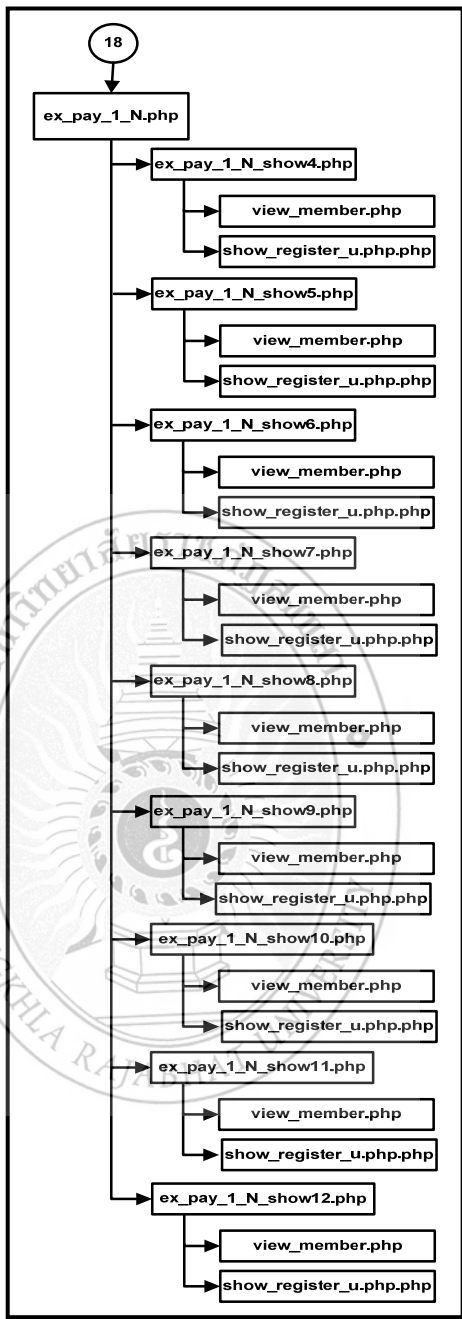 18
ex_pay_1_N.php
ex_pay_1_N_show4.php
view_member.php
show_register_u.php.php
ex_pay_1_N_show5.php
view_member.php
show_register_u.php.php
ex_pay_1_N_show6.php
view_member.php
show_register_u.php.php
ex_pay_1_N_show7.php
view_member.php
show_register_u.php.php
ex_pay_1_N_show8.php
view_member.php
show_register_u.php.php
ex_pay_1_N_show9.php
view_member.php
show_register_u.php.php
ex_pay_1_N_show10.php
view_member.php
show_register_u.php.php
ex_pay_1_N_show11.php
view_member.php
show_register_u.php.php
ex_pay_1_N_show12.php
view_member.php
show_register_u.php.php
RAJABHAT UNIVERSITY